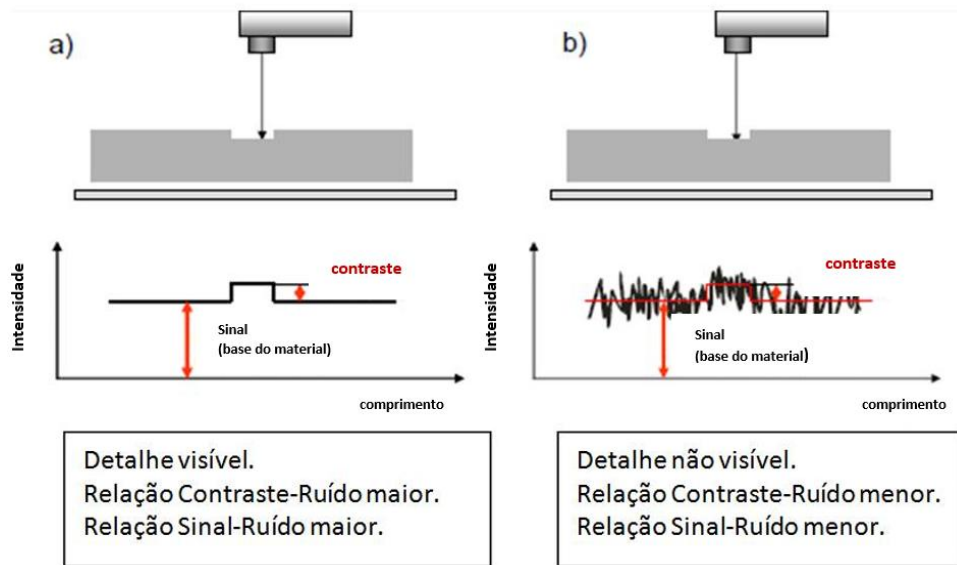 a)
contraste
Intensidade
Sinal
(base do material)
comprimento
Detalhe visível.
Relação Contraste-Ruído maior.
Relação Sinal-Ruído maior.
b)
contraste
Intensidade
Sinal
(base do material)
comprimento
Detalhe não visível.
Relação Contraste-Ruído menor.
Relação Sinal-Ruído menor.